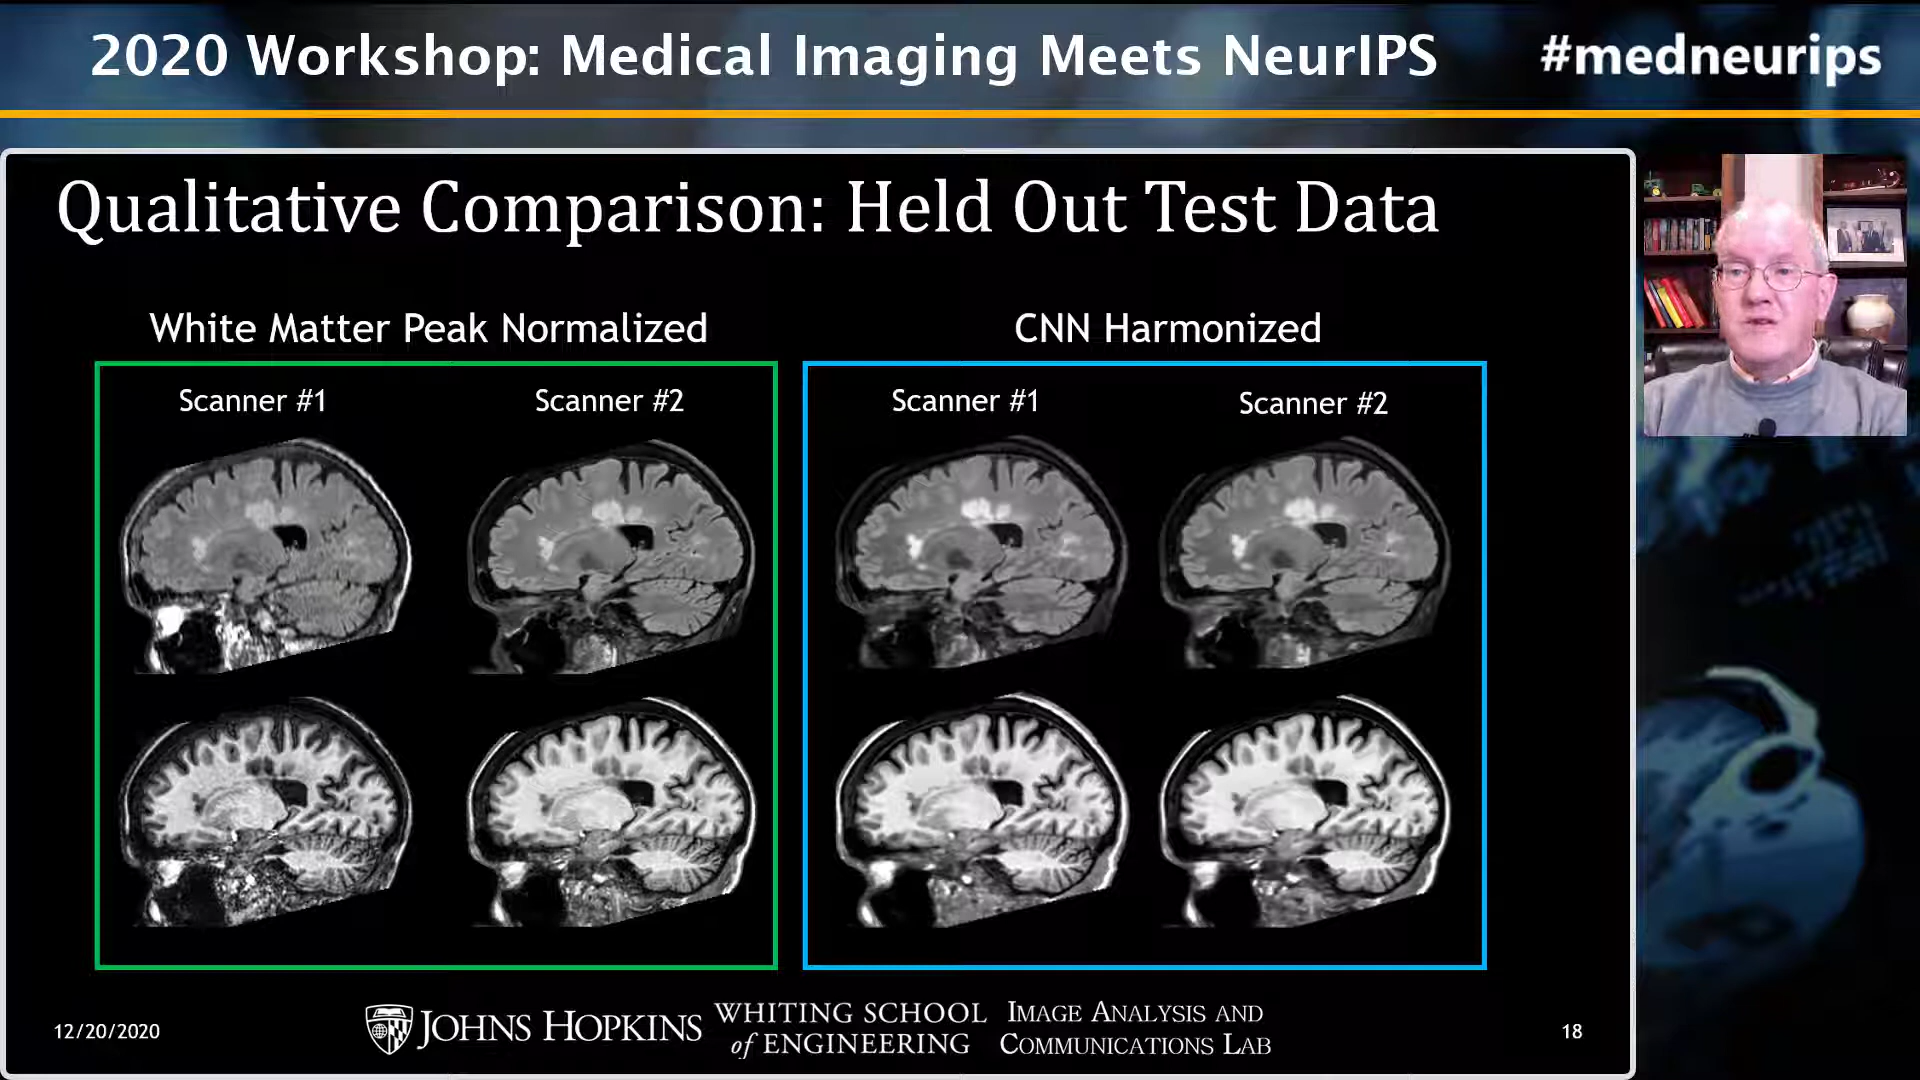 2020 Workshop: Medical Imaging Meets NeurIPS
#medneurips
Qualitative Comparison: Held Out Test Data
White Matter Peak Normalized
CNN Harmonized
Scanner #1
Scanner #2
Scanner #1
Scanner #2
12/20/2020
JOHNS HOPKINS
WHITING SCHOOL
of ENGINEERING
IMAGE ANALYSIS AND
COMMUNICATIONS LAB
18